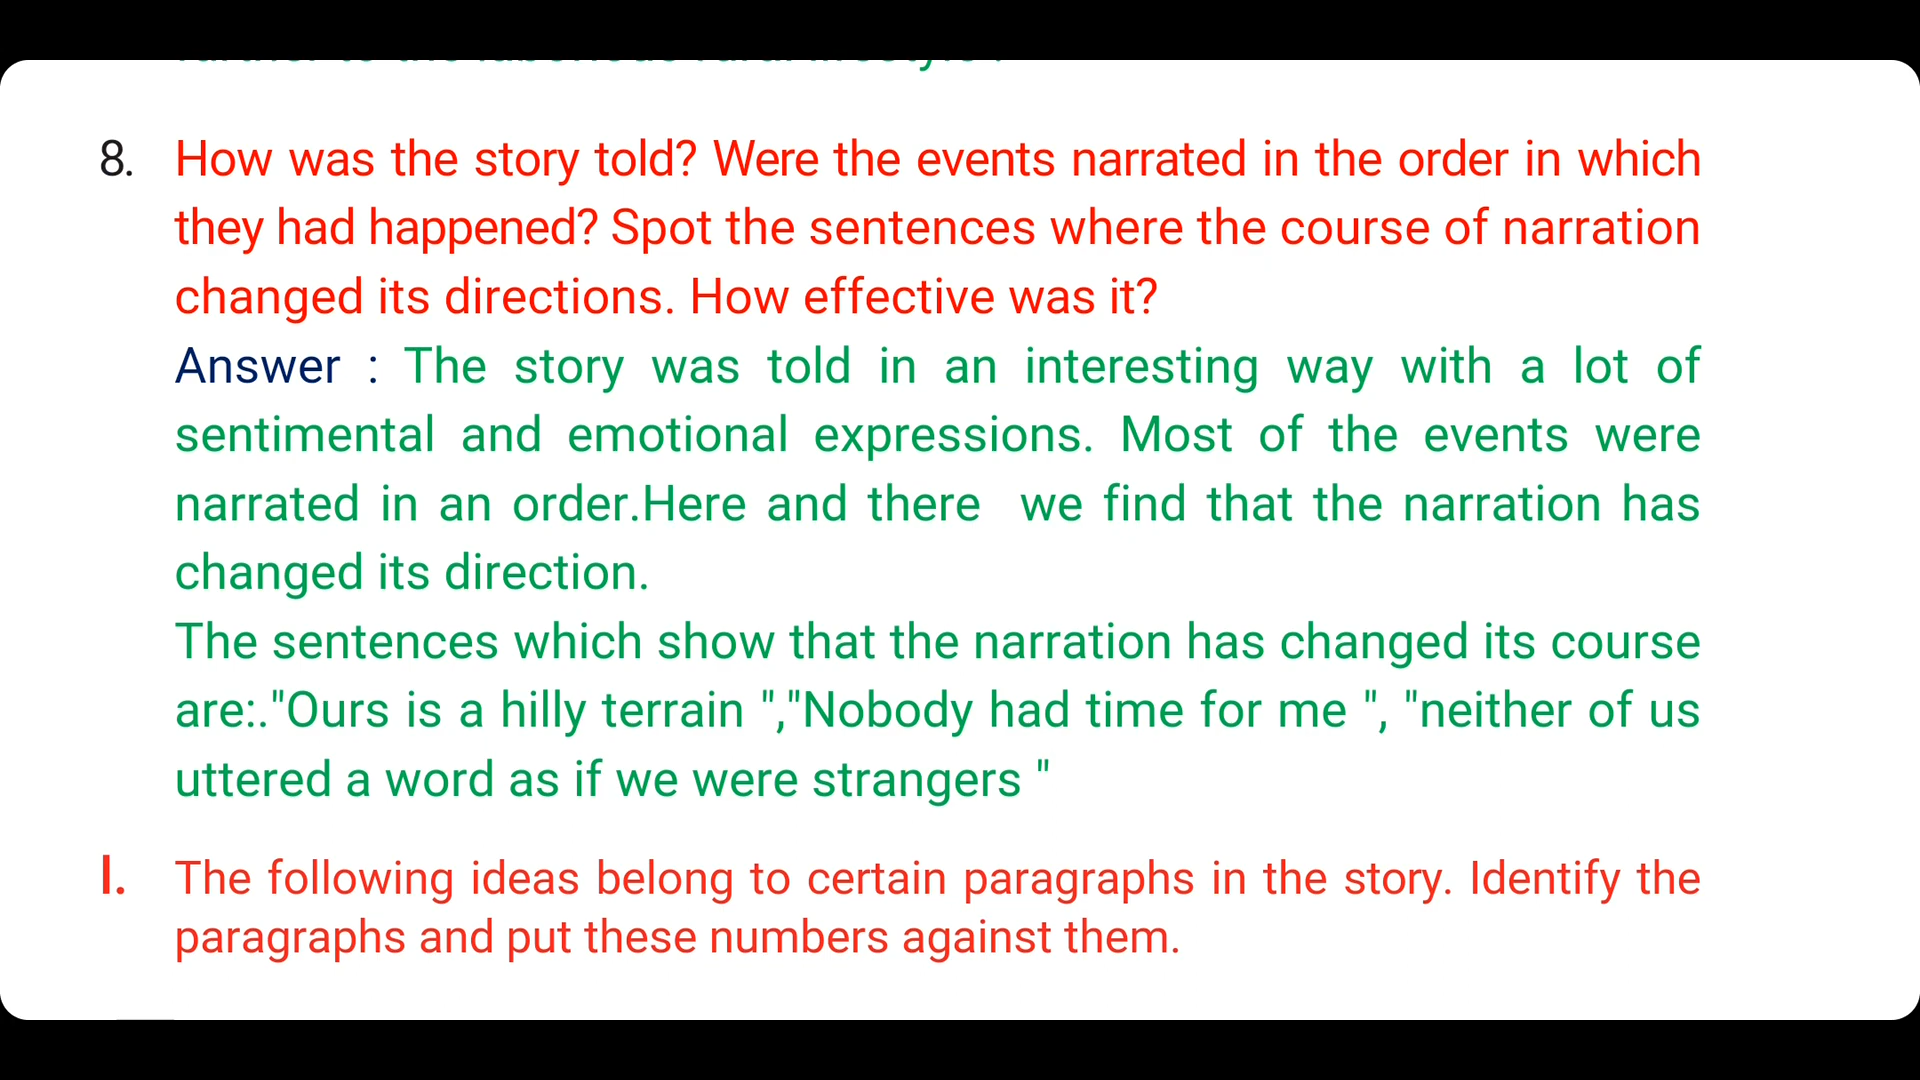 8. How was the story told? Were the events narrated in the order in which
they had happened? Spot the sentences where the course of narration
changed its directions. How effective was it?
Answer : The story was told in an interesting way with a lot of
sentimental and emotional expressions. Most of the events were
narrated in an order.Here and there we find that the narration has
changed its direction.
The sentences which show that the narration has changed its course
are:."Ours is a hilly terrain ","Nobody had time for me ", "neither of us
uttered a word as if we were strangers "
I. The following ideas belong to certain paragraphs in the story. Identify the
paragraphs and put these numbers against them.